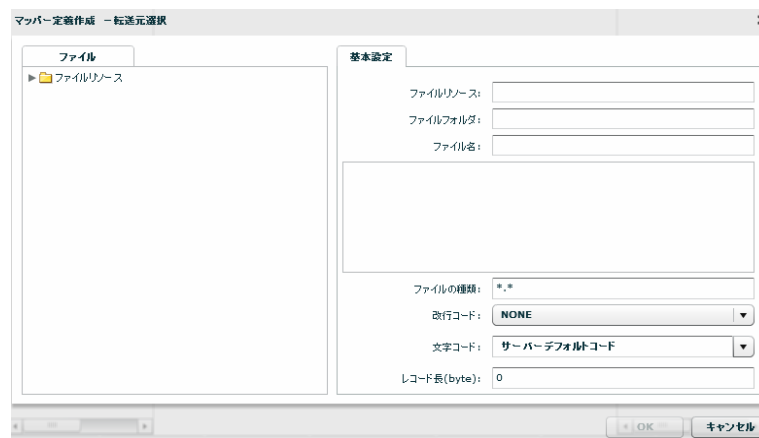 マッパー定義作成 －転送元選択
ファイル
ファイルリソース
基本設定
ファイルリソース:
ファイルフォルダ:
ファイル名:
ファイルの種類: *.*
改行コード: NONE
文字コード: サーバーデフォルトコード
レコード長(byte): 0
OK
キャンセル